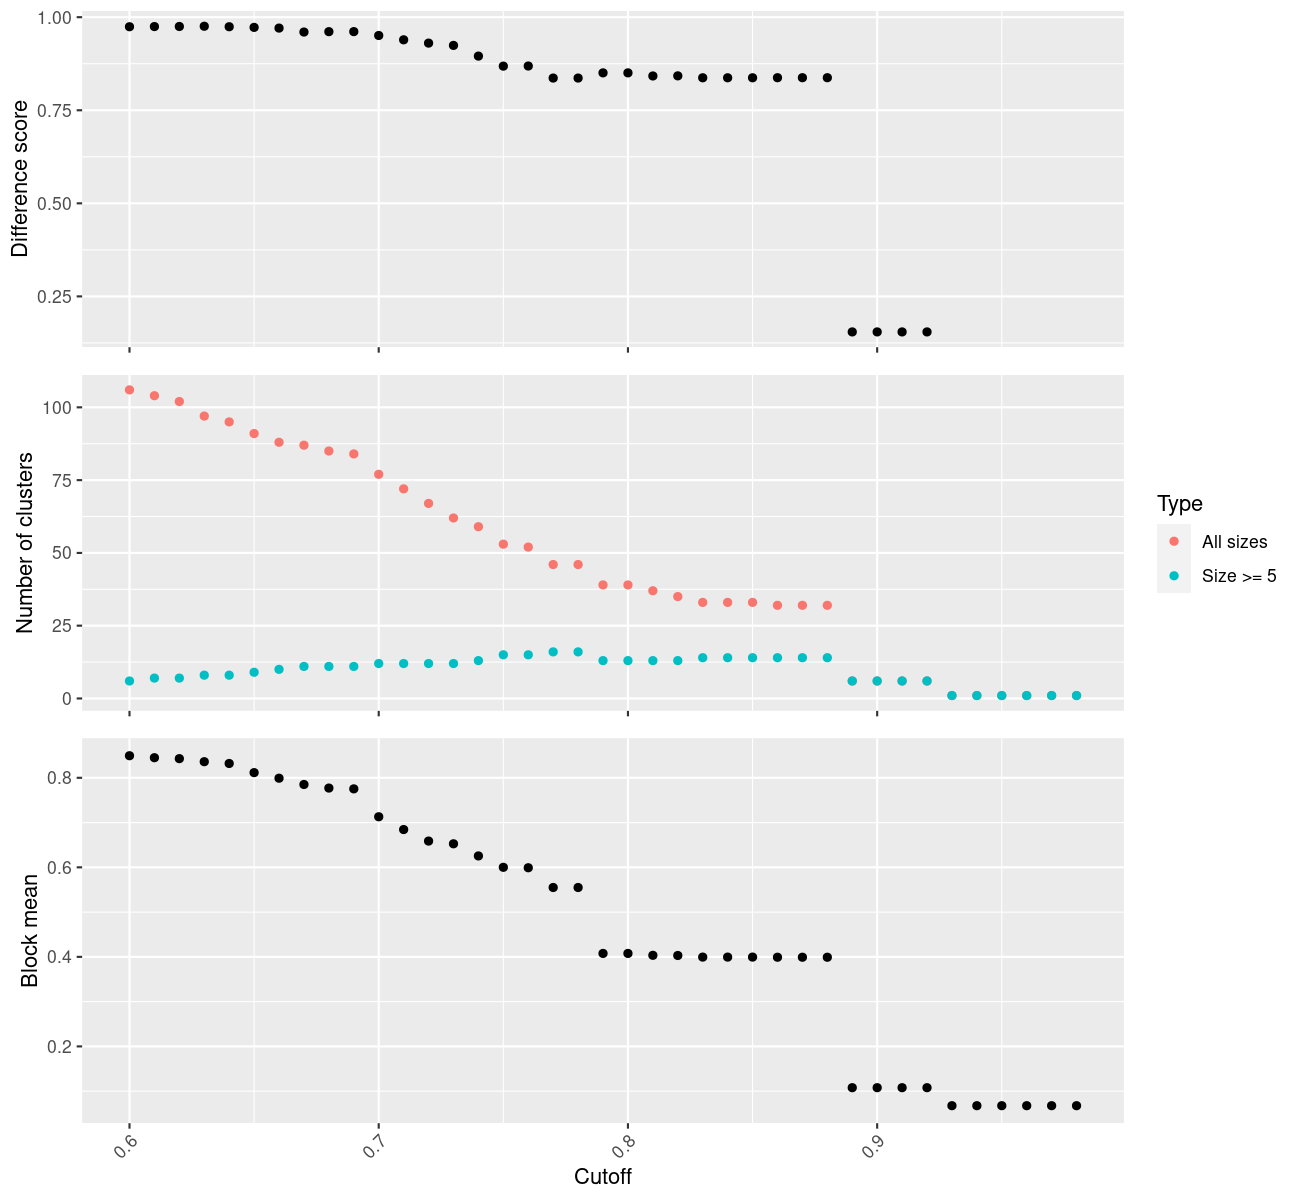 1.00
0.75
0.50
0.25
Difference score
100
75
50
25
0
Number of clusters
Type
All sizes
Size >= 5
0.8
0.6
0.4
0.2
Block mean
0.6 0.7 0.8 0.9
Cutoff